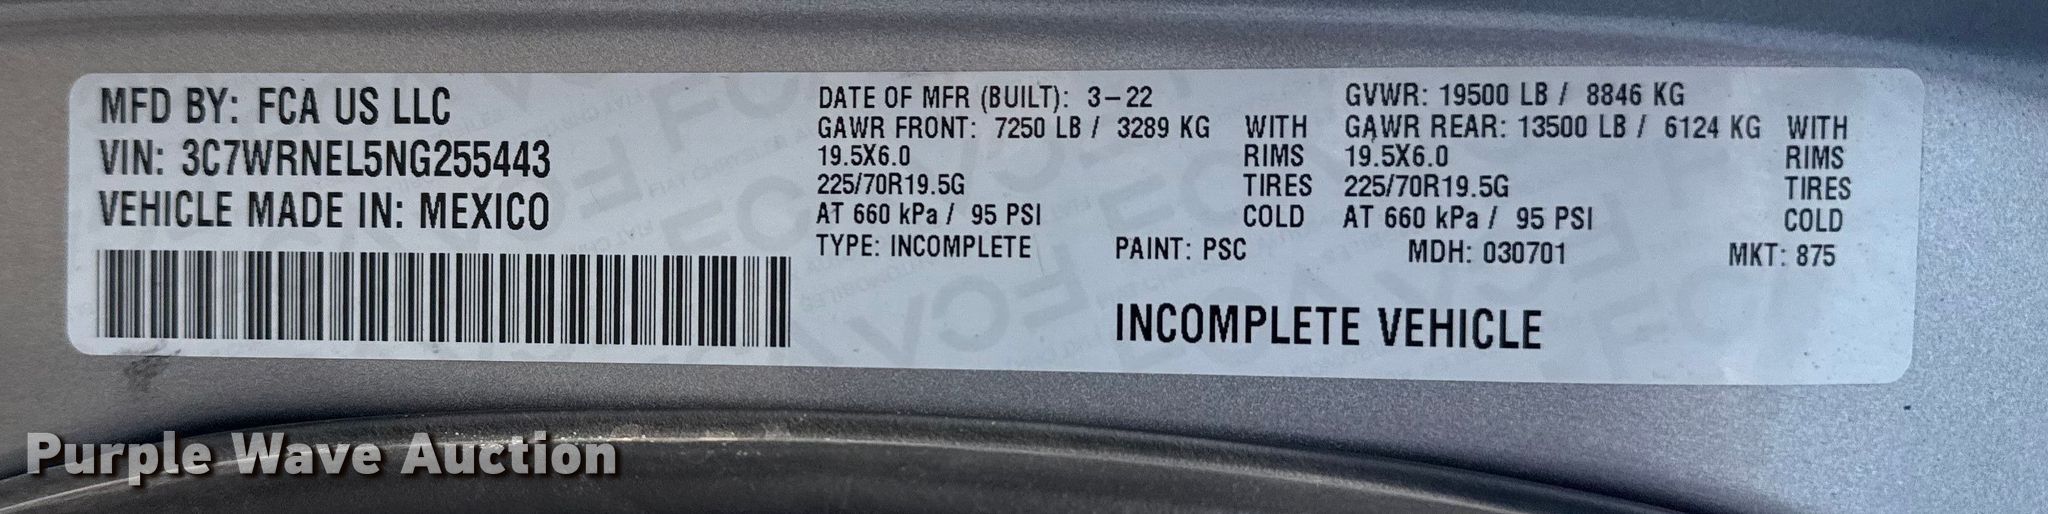 MFD BY: FCA US LLC
VIN: 3C7WRNEL5NG255443
VEHICLE MADE IN: MEXICO
DATE OF MFR (BUILT): 3-22 GVWR: 19500 LB / 8846 KG
GAWR FRONT: 7250 LB / 3289 KG WITH GAWR REAR: 13500 LB / 6124 KG WITH
19.5X6.0 RIMS 19.5X6.0 RIMS
225/70R19.5G TIRES 225/70R19.5G TIRES
AT 660 kPa / 95 PSI COLD AT 660 kPa / 95 PSI COLD
TYPE: INCOMPLETE PAINT: PSC MDH: 030701 MKT: 875
INCOMPLETE VEHICLE
Purple Wave Auction